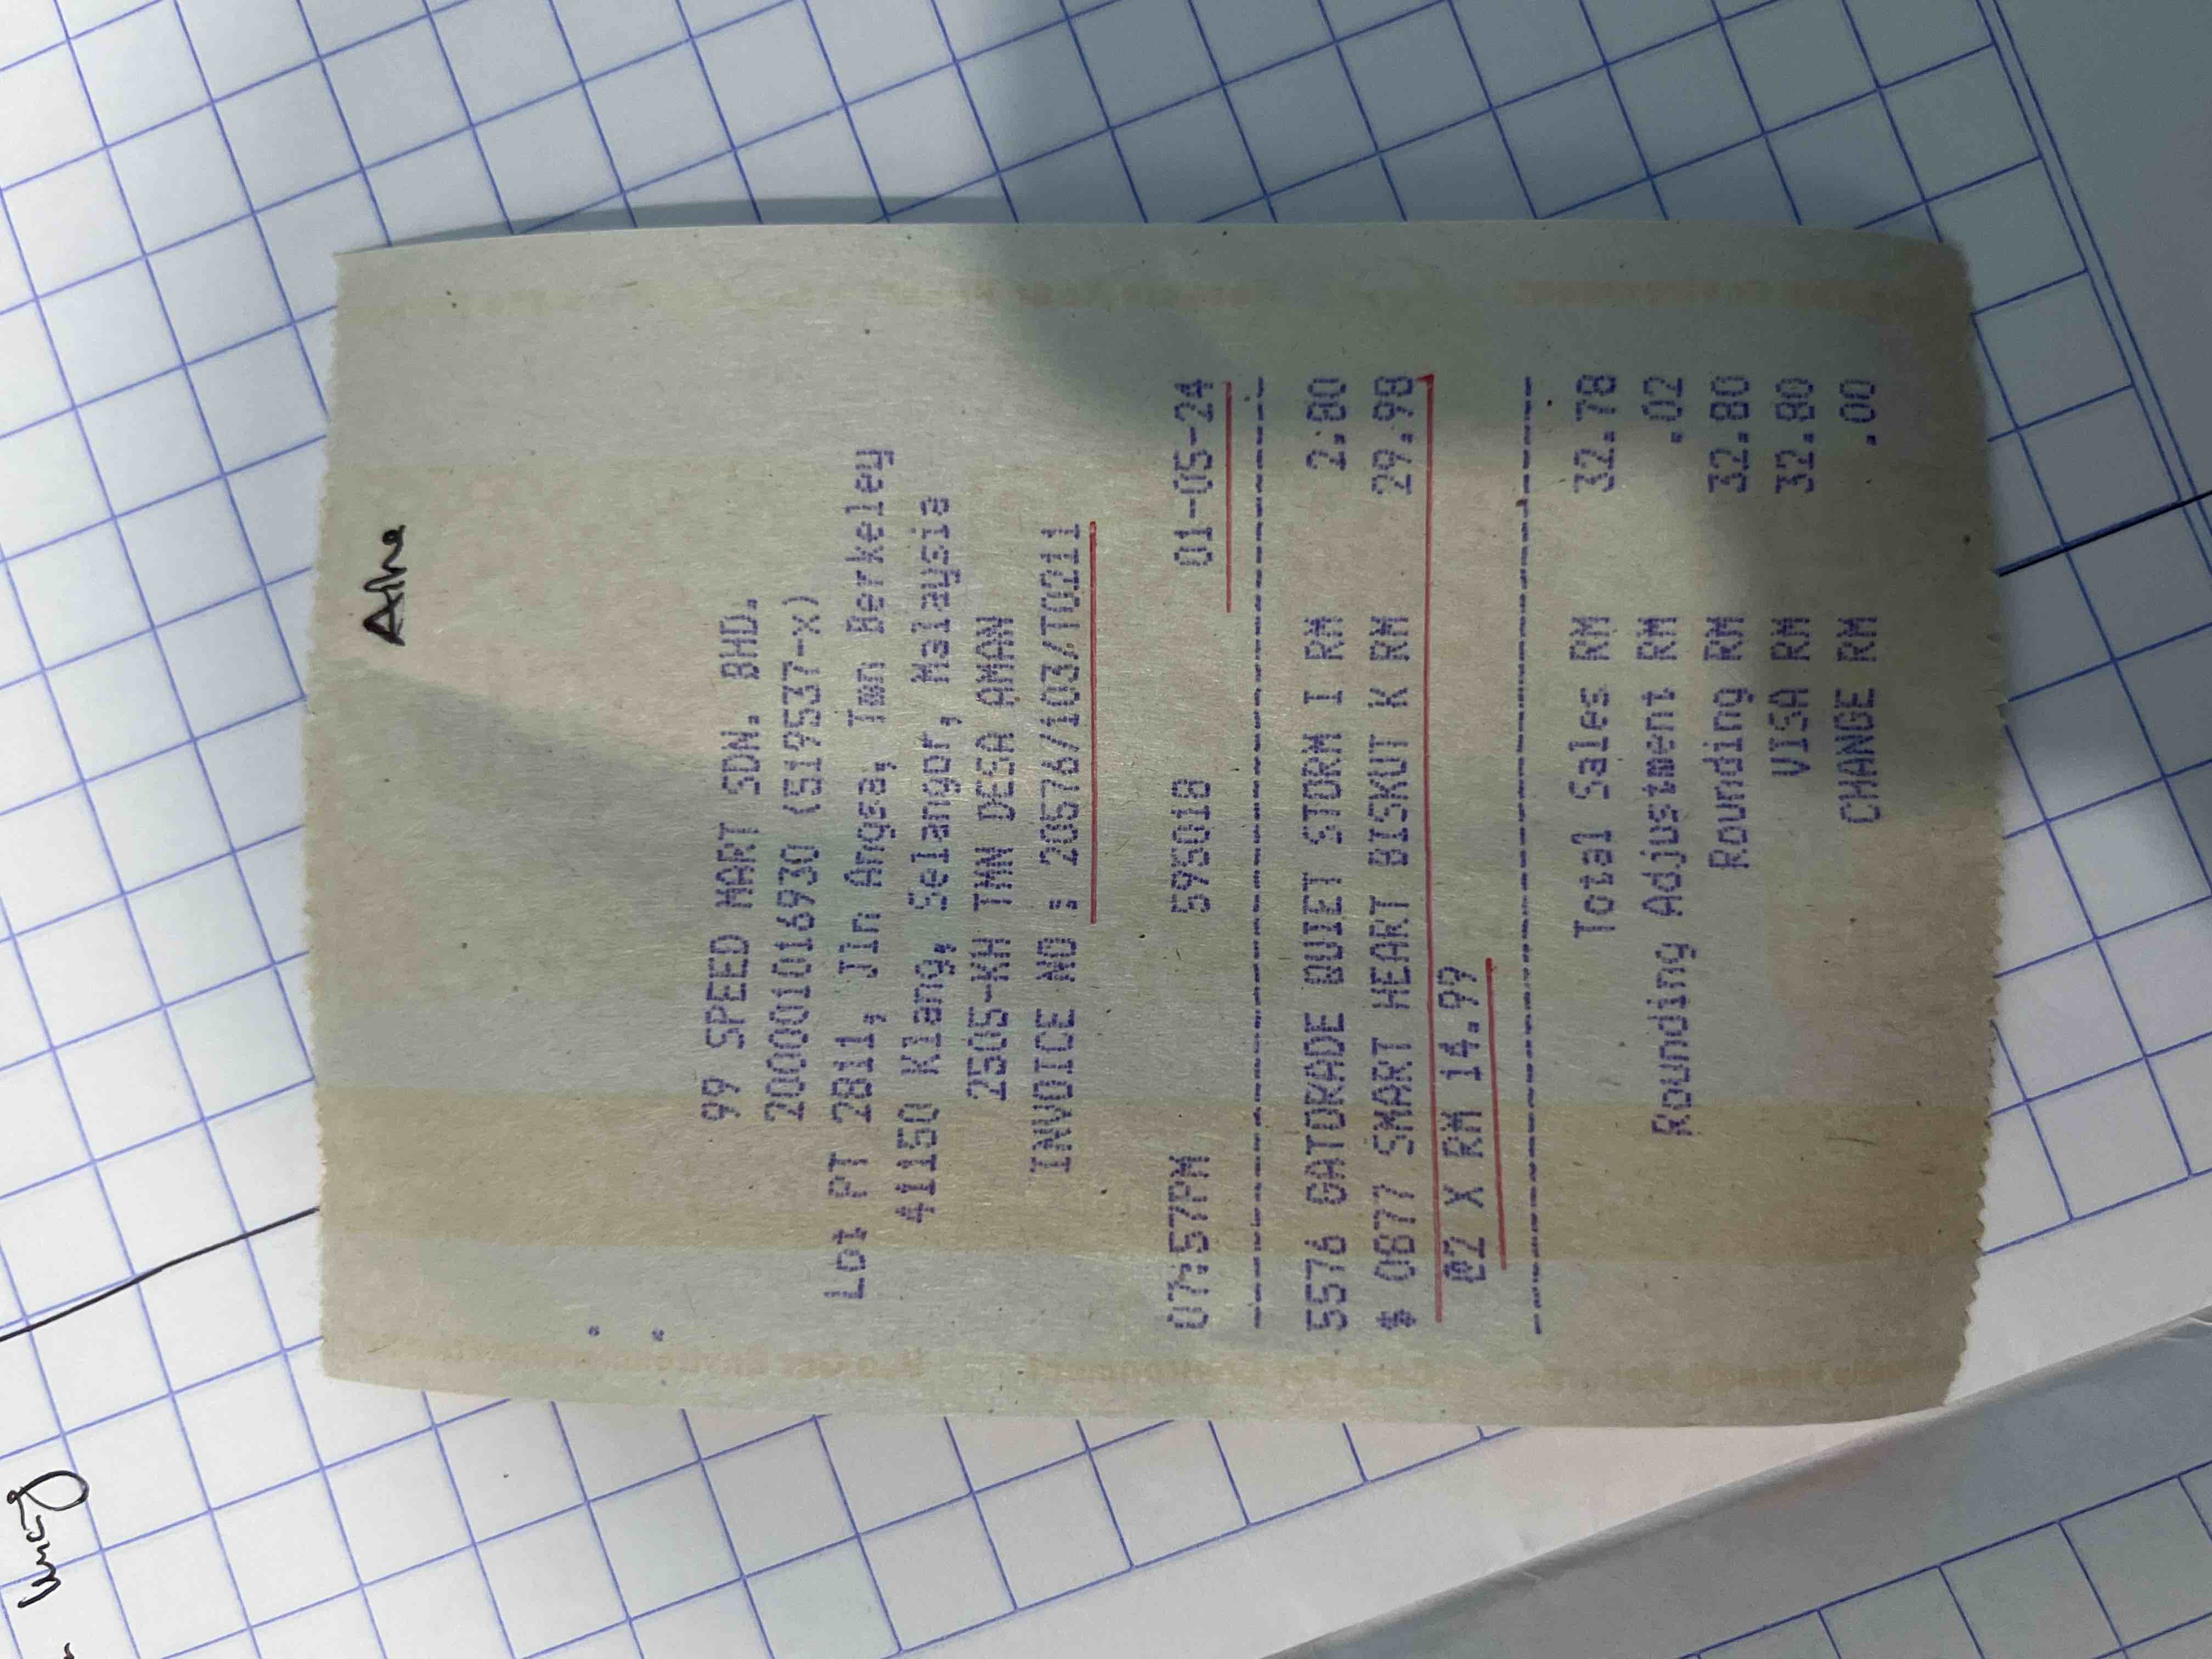 99 SPEED MART SDN. BHD.
200001016930 (519537-X)
Lot PT 2811, Jln Angsa, Tmn Berkeley
41150 Klang, Selangor, Malaysia
2505-KH TMN DESA AMAN
INVOICE NO : 20576/103/T0211
07:57PM 595018 01-05-24
5576 GATORADE QUIET STORM I RM 2.80
* 0877 SMART HEART BISKUT K RM 29.98
@2 X RM 14.99
Total Sales RM 32.78
Rounding Adjustment RM .02
Rounding RM 32.80
VISA RM 32.80
CHANGE RM .00